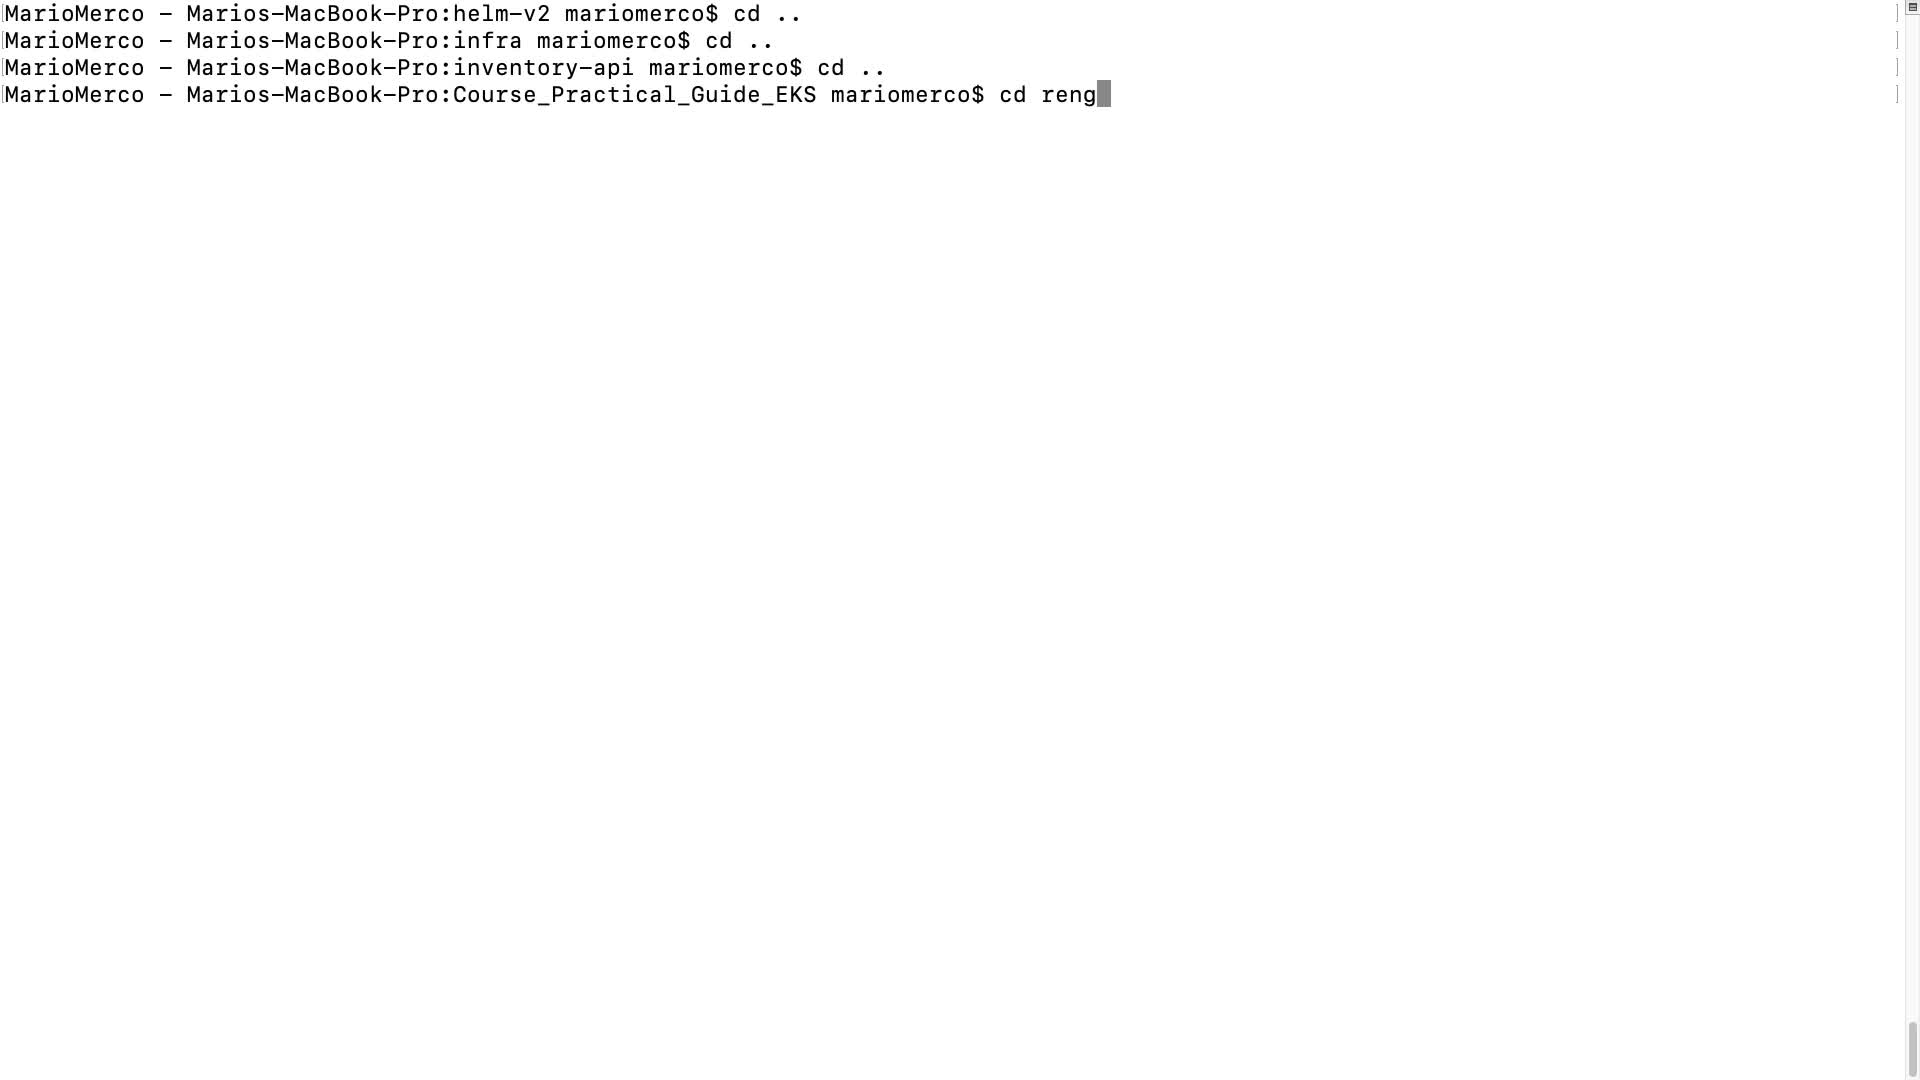 MarioMerco - Marios-MacBook-Pro:helm-v2 mariomerco$ cd ..
MarioMerco - Marios-MacBook-Pro:infra mariomerco$ cd ..
MarioMerco - Marios-MacBook-Pro:inventory-api mariomerco$ cd ..
MarioMerco - Marios-MacBook-Pro:Course_Practical_Guide_EKS mariomerco$ cd reng